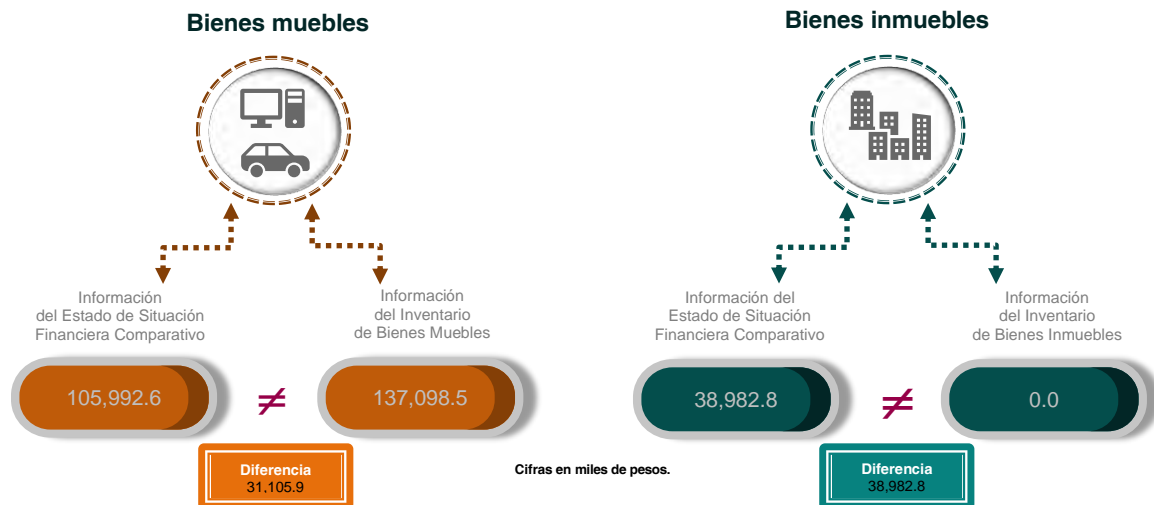 Bienes muebles
Información
del Estado de Situación
Financiera Comparativo
Información
del Inventario
de Bienes Muebles
105,992.6
≠
137,098.5
Diferencia
31,105.9
Cifras en miles de pesos.
Bienes inmuebles
Información del
Estado de Situación
Financiera Comparativo
Información
del Inventario
de Bienes Inmuebles
38,982.8
≠
0.0
Diferencia
38,982.8